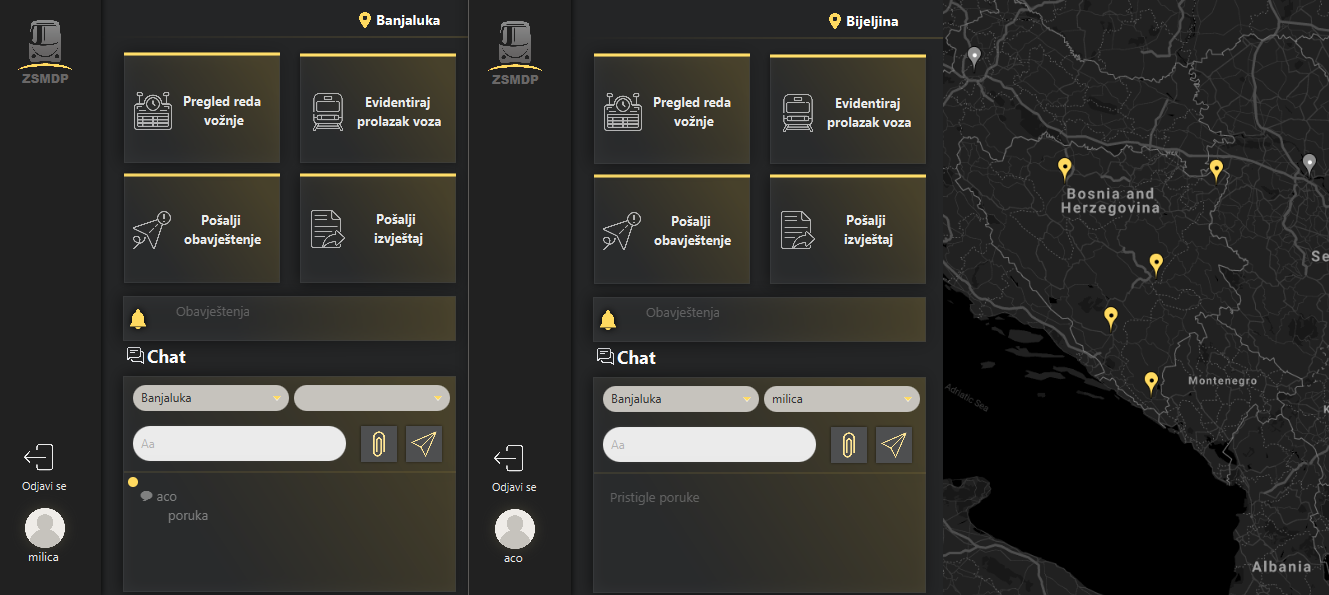 ZSMDP
Banjaluka
Pregled reda
vožnje
Evidentiraj
prolazak voza
Pošalji
obavještenje
Pošalji
izvještaj
Obavještenja
Chat
Banjaluka
Aa
aco
poruka
Odjavi se
milica
ZSMDP
Bijeljina
Pregled reda
vožnje
Evidentiraj
prolazak voza
Pošalji
obavještenje
Pošalji
izvještaj
Obavještenja
Chat
Banjaluka
milica
Aa
Pristigle poruke
Odjavi se
aco
Bosnia and
Herzegovina
Se
Montenegro
Adriatic Sea
K
Albania